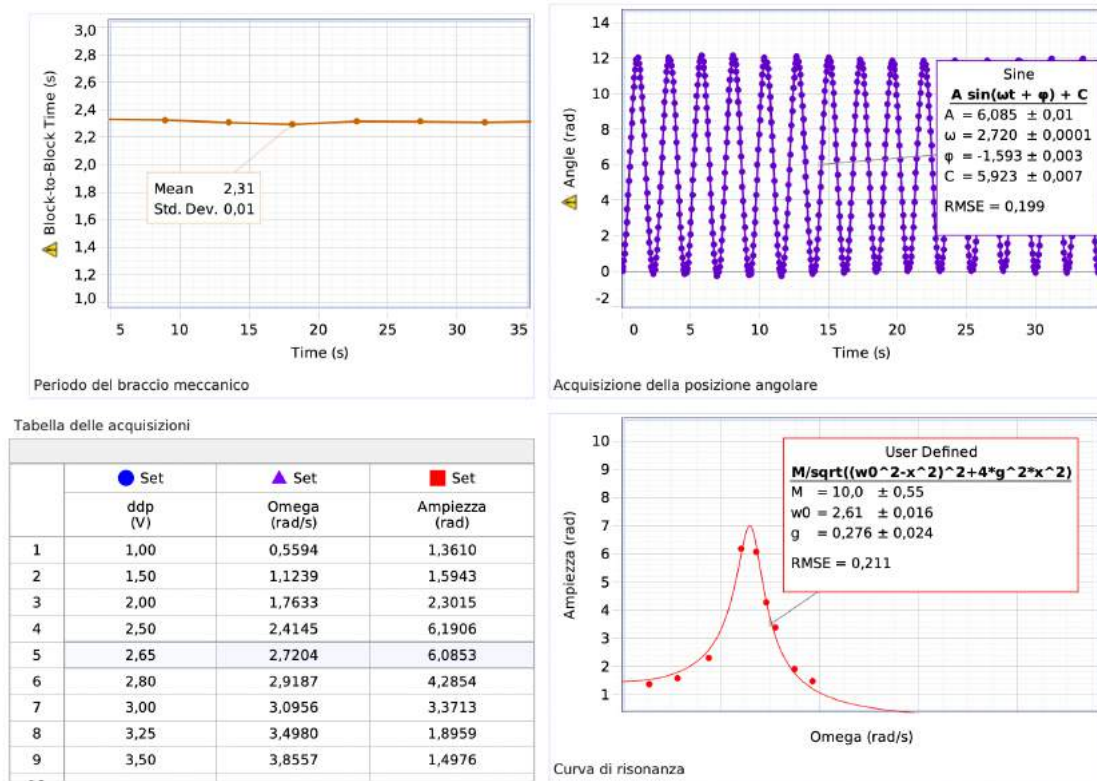 3,0
2,8
2,6
2,4
2,2
2,0
1,8
1,6
1,4
1,2
1,0
Block-to-Block Time (s)
Mean 2,31
Std. Dev. 0,01
5 10 15 20 25 30 35
Time (s)
Periodo del braccio meccanico
14
12
10
8
6
4
2
0
-2
Angle (rad)
Sine
A sin(ωt + φ) + C
A = 6,085 ± 0,01
ω = 2,720 ± 0,0001
φ = -1,593 ± 0,003
C = 5,923 ± 0,007
RMSE = 0,199
0 5 10 15 20 25 30
Time (s)
Acquisizione della posizione angolare
Tabella delle acquisizioni
Set Set Set
ddp Omega Ampiezza
(V) (rad/s) (rad)
1 1,00 0,5594 1,3610
2 1,50 1,1239 1,5943
3 2,00 1,7633 2,3015
4 2,50 2,4145 6,1906
5 2,65 2,7204 6,0853
6 2,80 2,9187 4,2854
7 3,00 3,0956 3,3713
8 3,25 3,4980 1,8959
9 3,50 3,8557 1,4976
10
9
8
7
6
5
4
3
2
1
Ampiezza (rad)
User Defined
M/sqrt((w0^2-x^2)^2+4*g^2*x^2)
M = 10,0 ± 0,55
w0 = 2,61 ± 0,016
g = 0,276 ± 0,024
RMSE = 0,211
Omega (rad/s)
Curva di risonanza